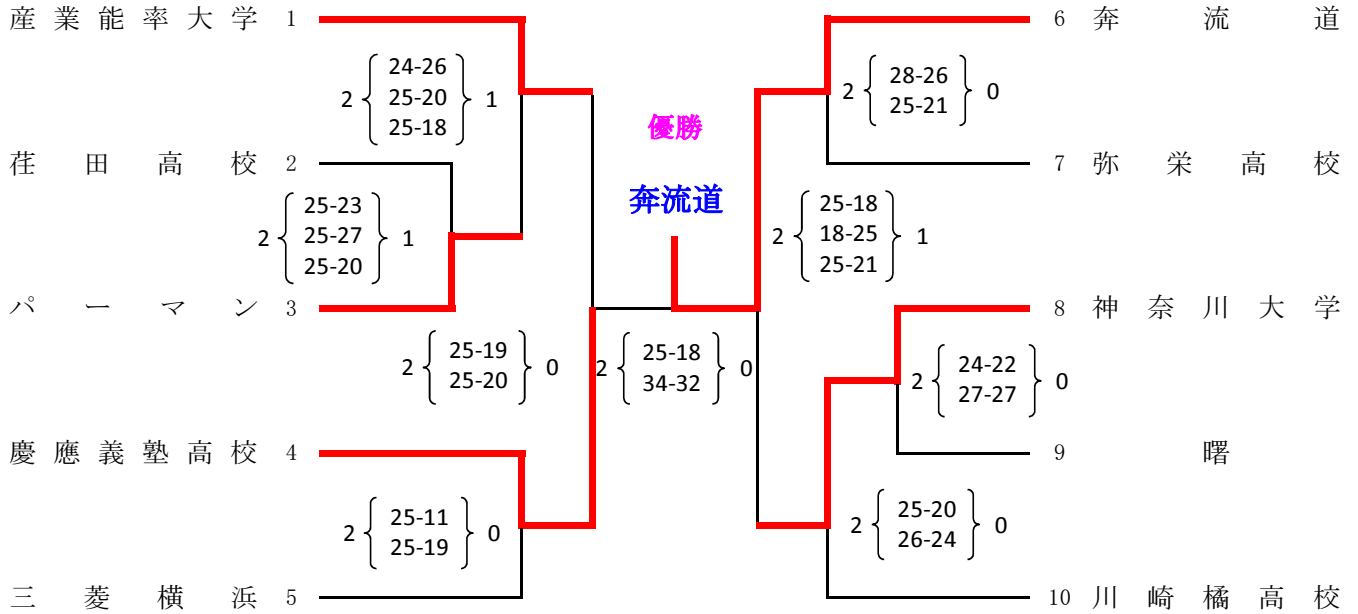 産業能率大学 1
2 24-26 25-20 25-18 1
荏田高校 2
2 25-23 25-27 25-20 1
パーマン 3
2 25-19 25-20 0
慶應義塾高校 4
2 25-11 25-19 0
三菱横浜 5
優勝
奔流道
2 25-18 34-32 0
6 奔流道
2 28-26 25-21 0
7 弥栄高校
2 25-18 18-25 25-21 1
8 神奈川大学
2 24-22 27-27 0
9 曙
2 25-20 26-24 0
10 川崎橘高校